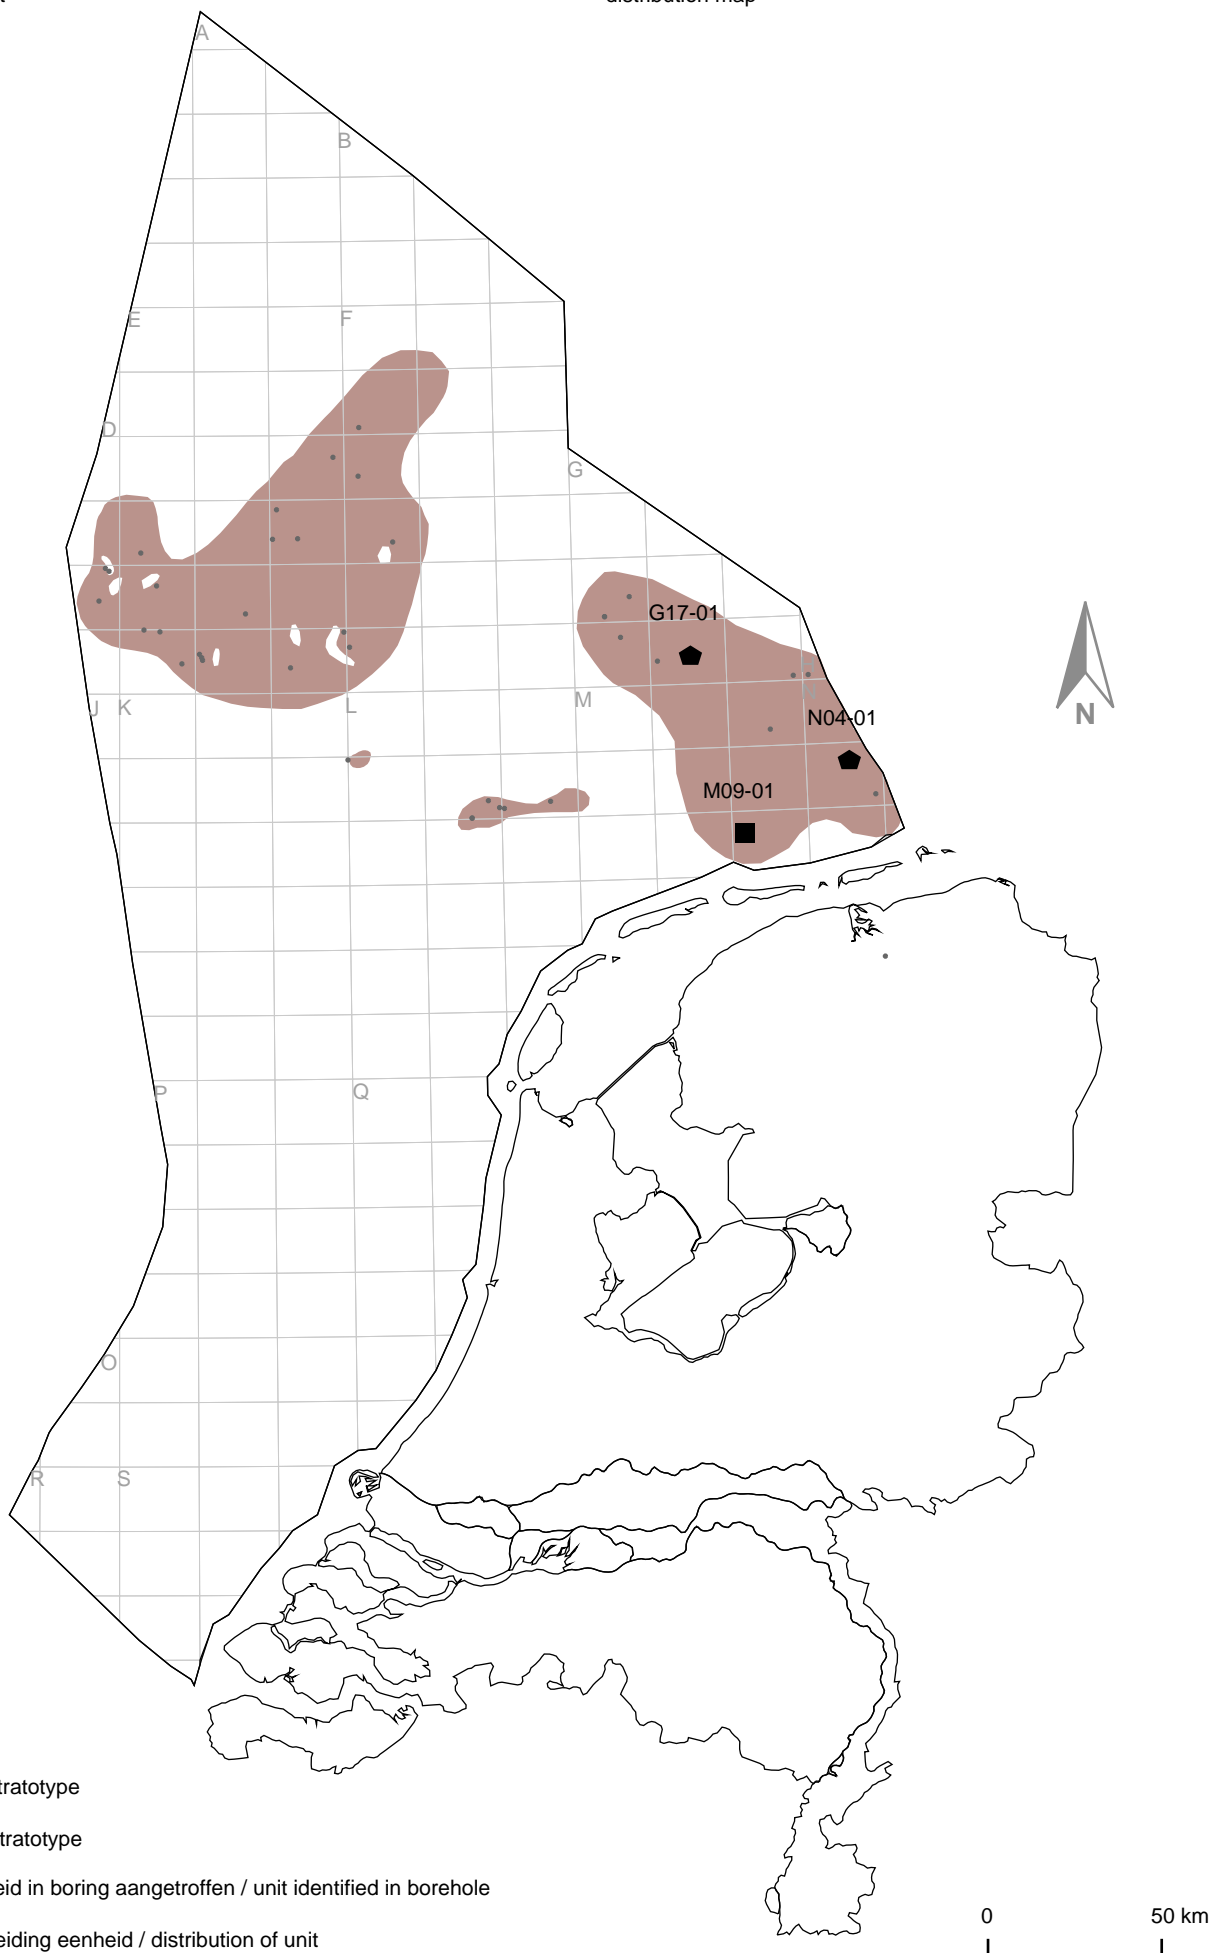 distribution map
A
B
E
F
D
G
G17-01
M
J
K
L
N
N04-01
M09-01
N
P
Q
O
R
S
tratotype
tratotype
eid in boring aangetroffen / unit identified in borehole
eiding eenheid / distribution of unit
0
50 km